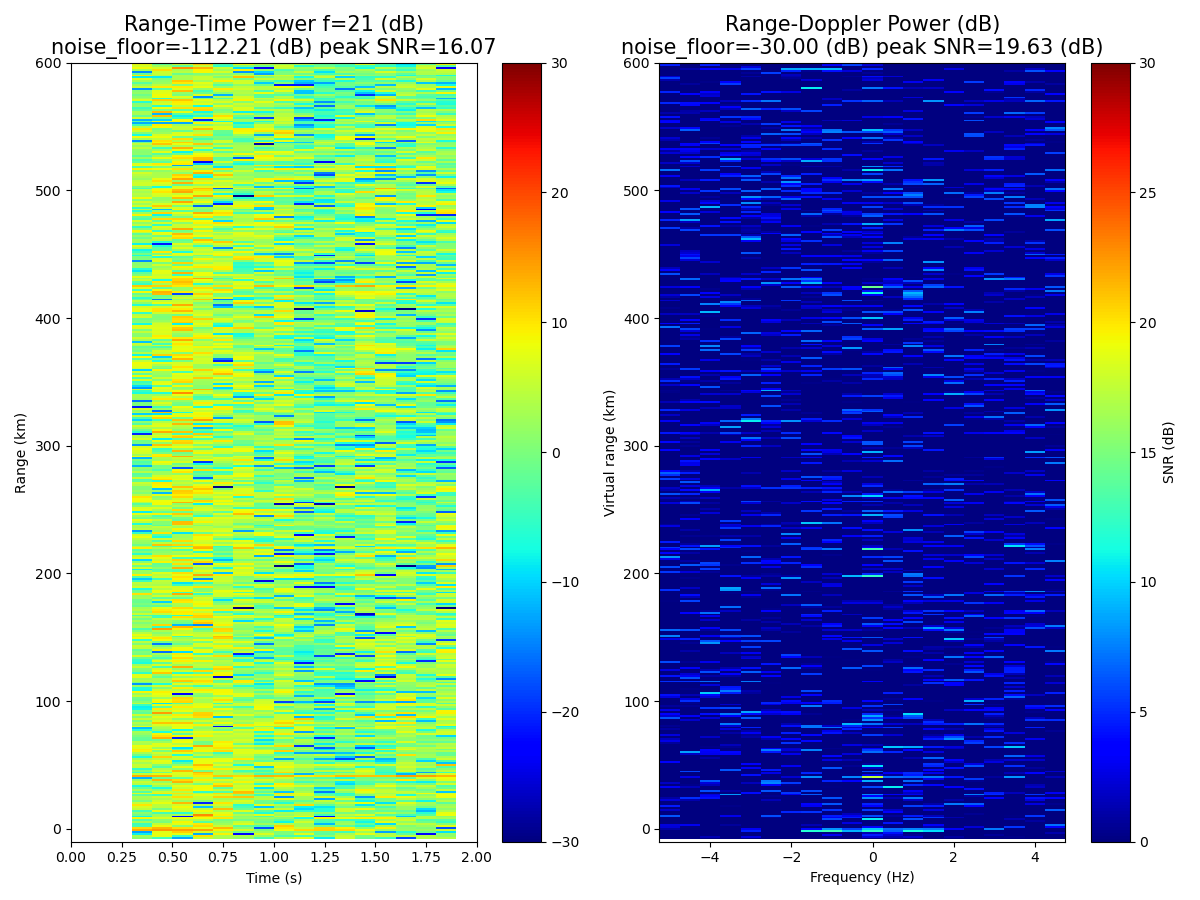 Range-Time Power f=21 (dB)
noise_floor=-112.21 (dB) peak SNR=16.07
Range-Doppler Power (dB)
noise_floor=-30.00 (dB) peak SNR=19.63 (dB)
600
500
400
300
200
100
0
Range (km)
0.00 0.25 0.50 0.75 1.00 1.25 1.50 1.75 2.00
Time (s)
30
20
10
0
−10
−20
−30
600
500
400
300
200
100
0
Virtual range (km)
−4 −2 0 2 4
Frequency (Hz)
30
25
20
15
10
5
0
SNR (dB)